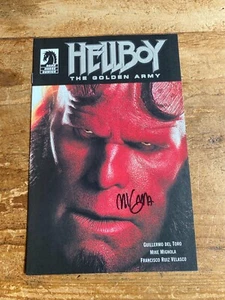 HELLBOY
THE GOLDEN ARMY
GUILLERMO DEL TORO
MIKE MIGNOLA
FRANCISCO RUIZ VELASCO